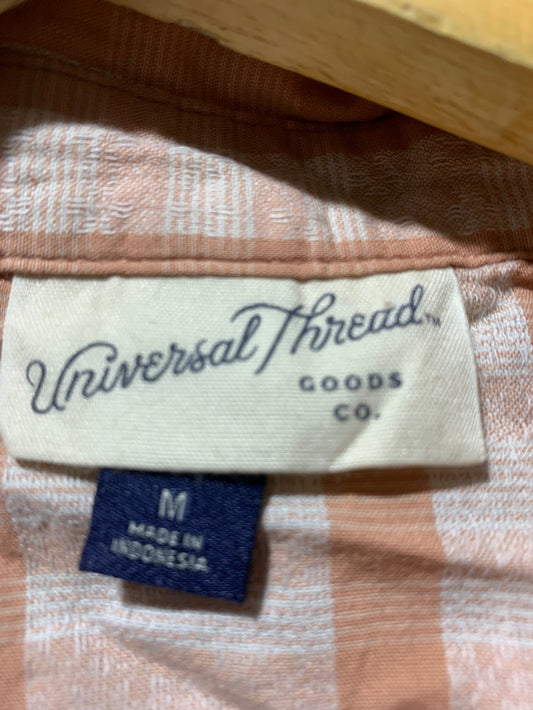 Universal Thread™
GOODS
CO.
M
MADE IN
INDONESIA